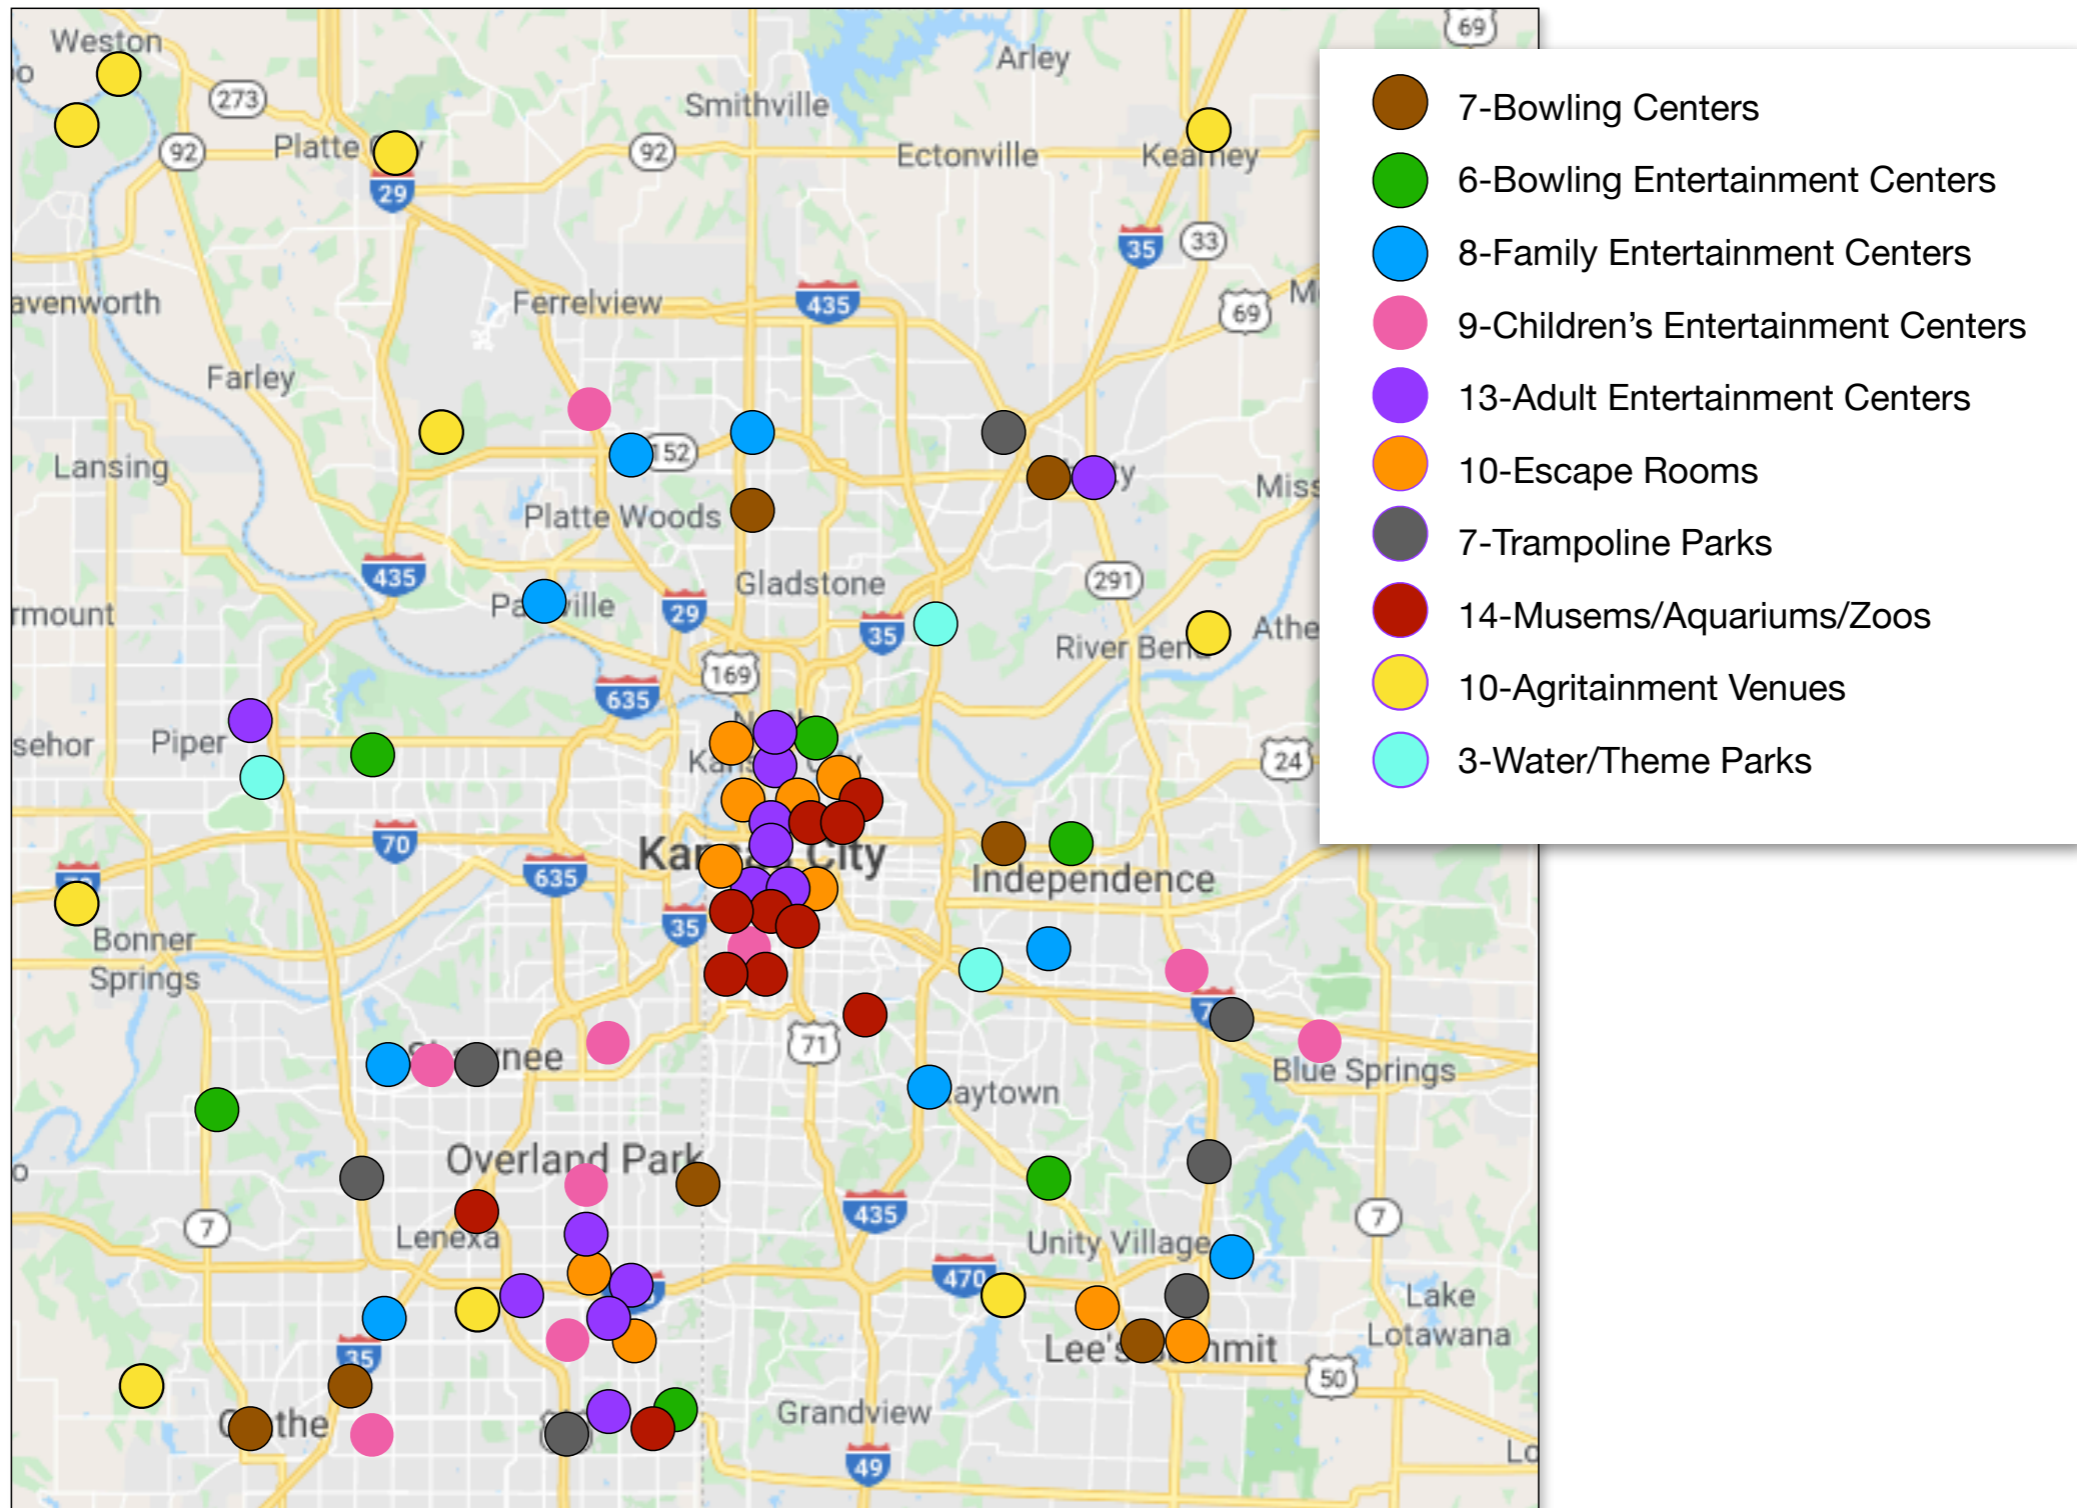 Weston
69
Arley
273
Smithville
Platte
92
92
Ectonville
Kearney
29
35
33
avenworth
Ferrelview
435
69
Farley
152
Lansing
Platte Woods
435
291
Gladstone
29
rmount
35
River Bend
169
635
sehor
Piper
24
70
Kansas City
635
Independence
35
Bonner
Springs
71
Blue Springs
aytown
Overland Park
7
435
7
Lenexa
Unity Village
470
Lake
Lotawana
35
Lee's Summit
50
Grandview
49
7-Bowling Centers
6-Bowling Entertainment Centers
8-Family Entertainment Centers
9-Children’s Entertainment Centers
13-Adult Entertainment Centers
10-Escape Rooms
7-Trampoline Parks
14-Musems/Aquariums/Zoos
10-Agritainment Venues
3-Water/Theme Parks